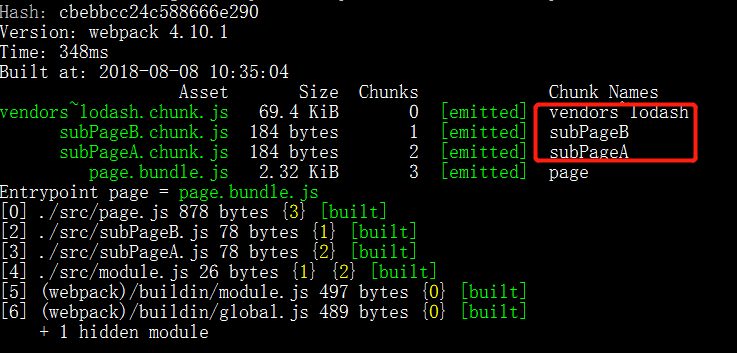 Hash: cbebbcc24c588666e290
Version: webpack 4.10.1
Time: 348ms
Built at: 2018-08-08 10:35:04
Asset Size Chunks Chunk Names
vendors~lodash.chunk.js 69.4 KiB 0 [emitted] vendors~lodash
subPageB.chunk.js 184 bytes 1 [emitted] subPageB
subPageA.chunk.js 184 bytes 2 [emitted] subPageA
page.bundle.js 2.32 KiB 3 [emitted] page
Entrypoint page = page.bundle.js
[0] ./src/page.js 878 bytes {3} [built]
[2] ./src/subPageB.js 78 bytes {1} [built]
[3] ./src/subPageA.js 78 bytes {2} [built]
[4] ./src/module.js 26 bytes {1} {2} [built]
[5] (webpack)/buildin/module.js 497 bytes {0} [built]
[6] (webpack)/buildin/global.js 489 bytes {0} [built]
+ 1 hidden module